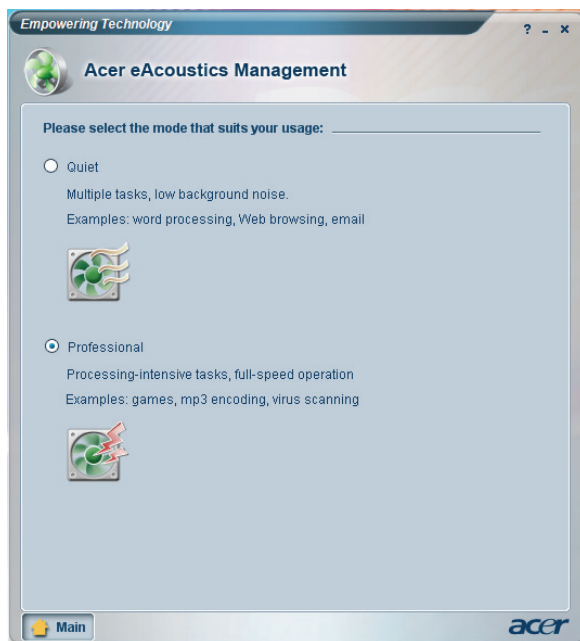 Empowering Technology
? - ×
Acer eAcoustics Management
Please select the mode that suits your usage:
Quiet
Multiple tasks, low background noise.
Examples: word processing, Web browsing, email
Professional
Processing-intensive tasks, full-speed operation
Examples: games, mp3 encoding, virus scanning
Main
acer